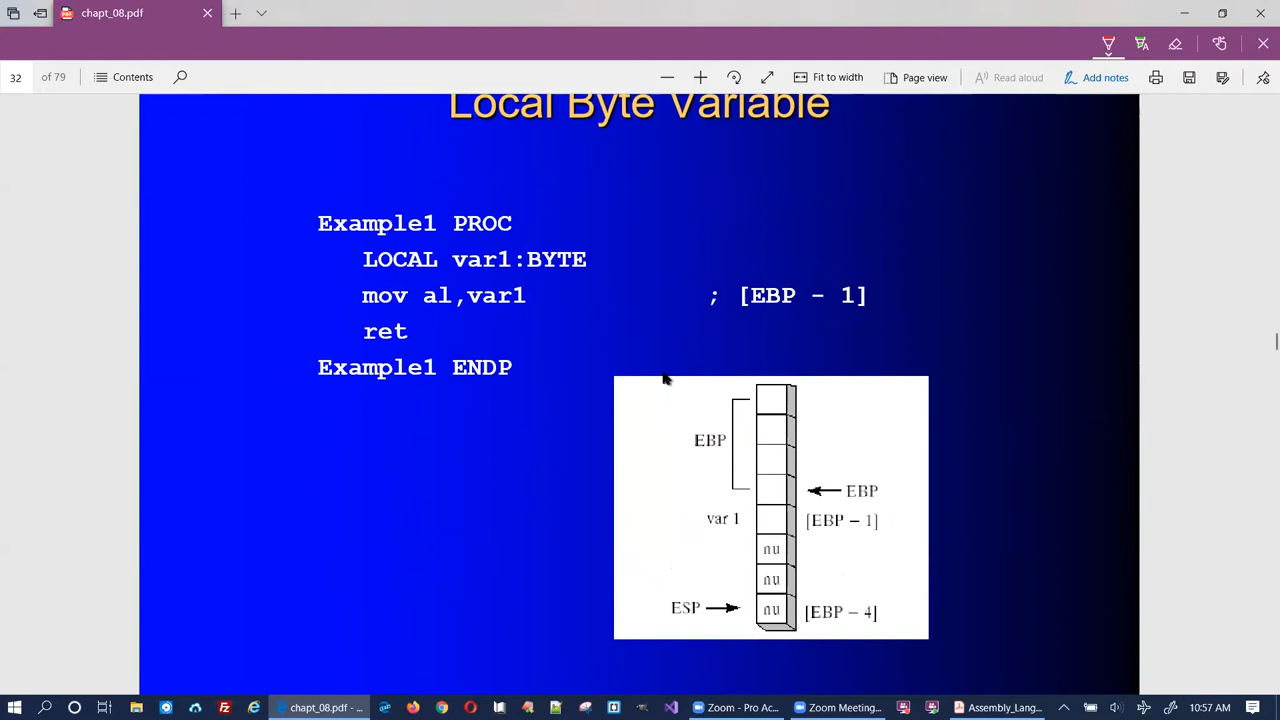 chapt_08.pdf
32 of 79 Contents Fit to width Page view Read aloud Add notes
Local Byte Variable
Example1 PROC
LOCAL var1:BYTE
mov al,var1 ; [EBP - 1]
ret
Example1 ENDP
EBP
EBP
var 1 [EBP – 1]
nu
nu
ESP nu [EBP – 4]
chapt_08.pdf - ... Zoom - Pro Ac... Zoom Meeting... Assembly_Lang... 10:57 AM